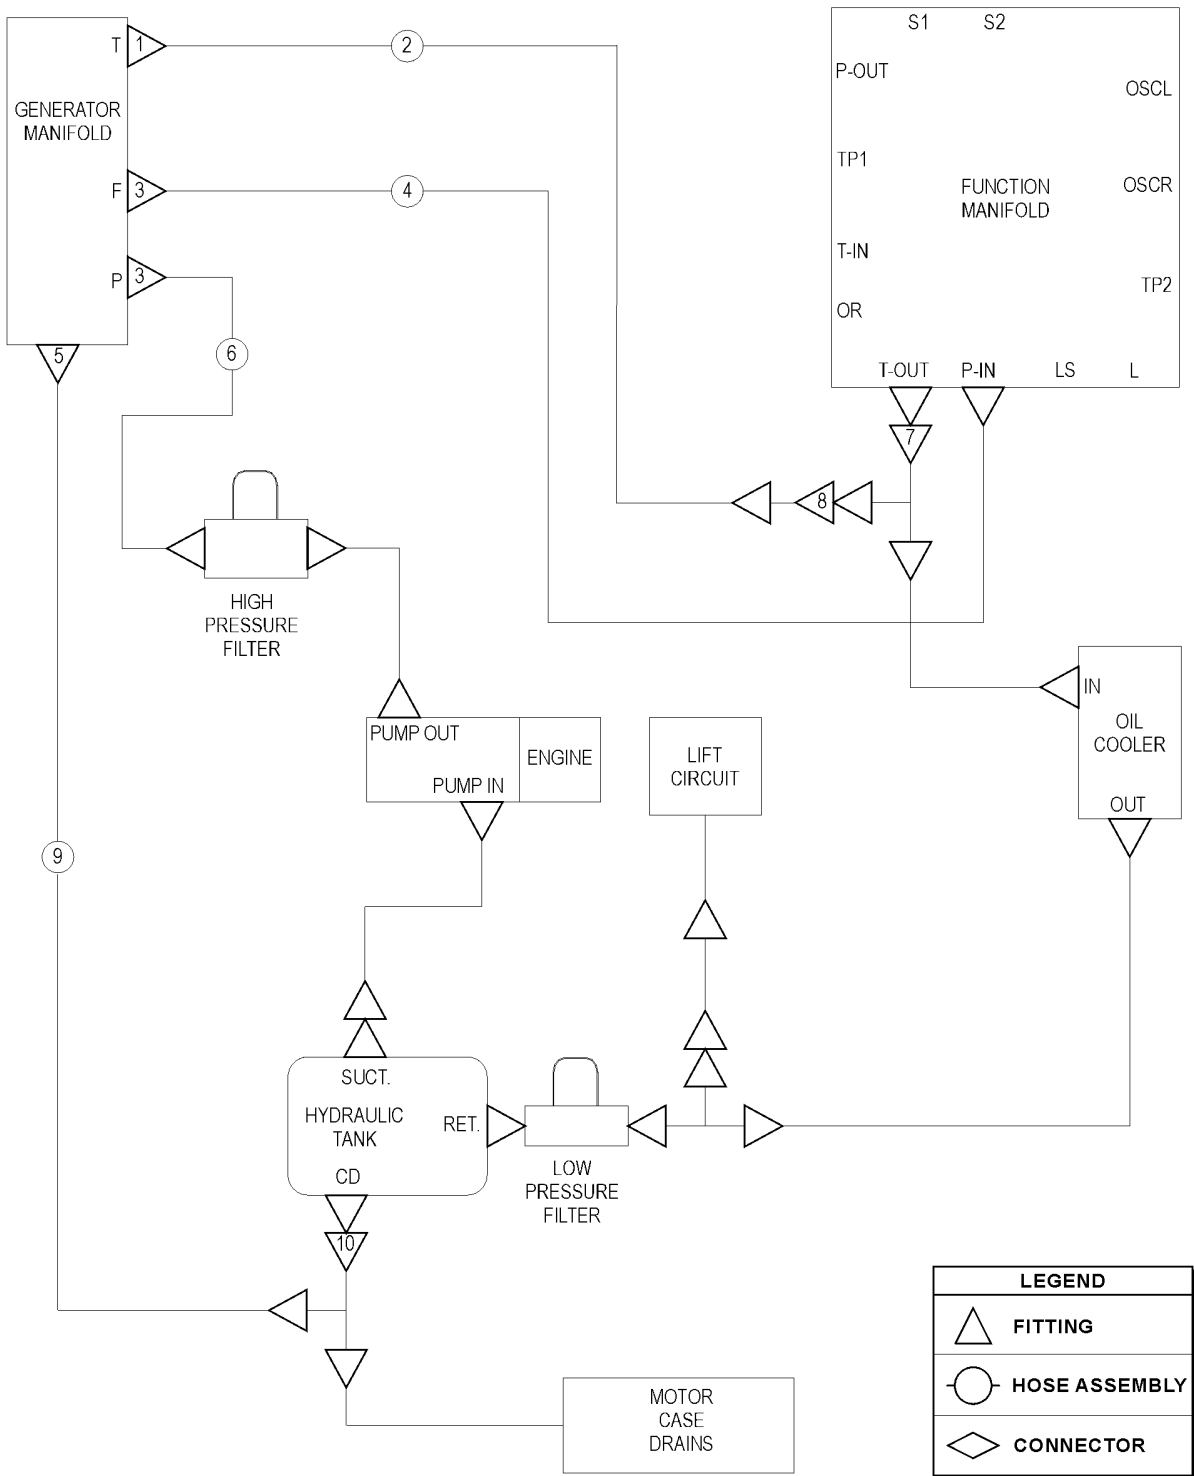 GENERATOR
MANIFOLD
T
1
2
F
3
4
P
3
5
6
S1
S2
P-OUT
OSCL
TP1
FUNCTION
MANIFOLD
OSCR
T-IN
TP2
OR
T-OUT
P-IN
LS
L
7
8
HIGH
PRESSURE
FILTER
PUMP OUT
PUMP IN
ENGINE
LIFT
CIRCUIT
IN
OIL
COOLER
OUT
9
SUCT.
HYDRAULIC
TANK
RET.
CD
LOW
PRESSURE
FILTER
10
MOTOR
CASE
DRAINS
LEGEND
FITTING
HOSE ASSEMBLY
CONNECTOR